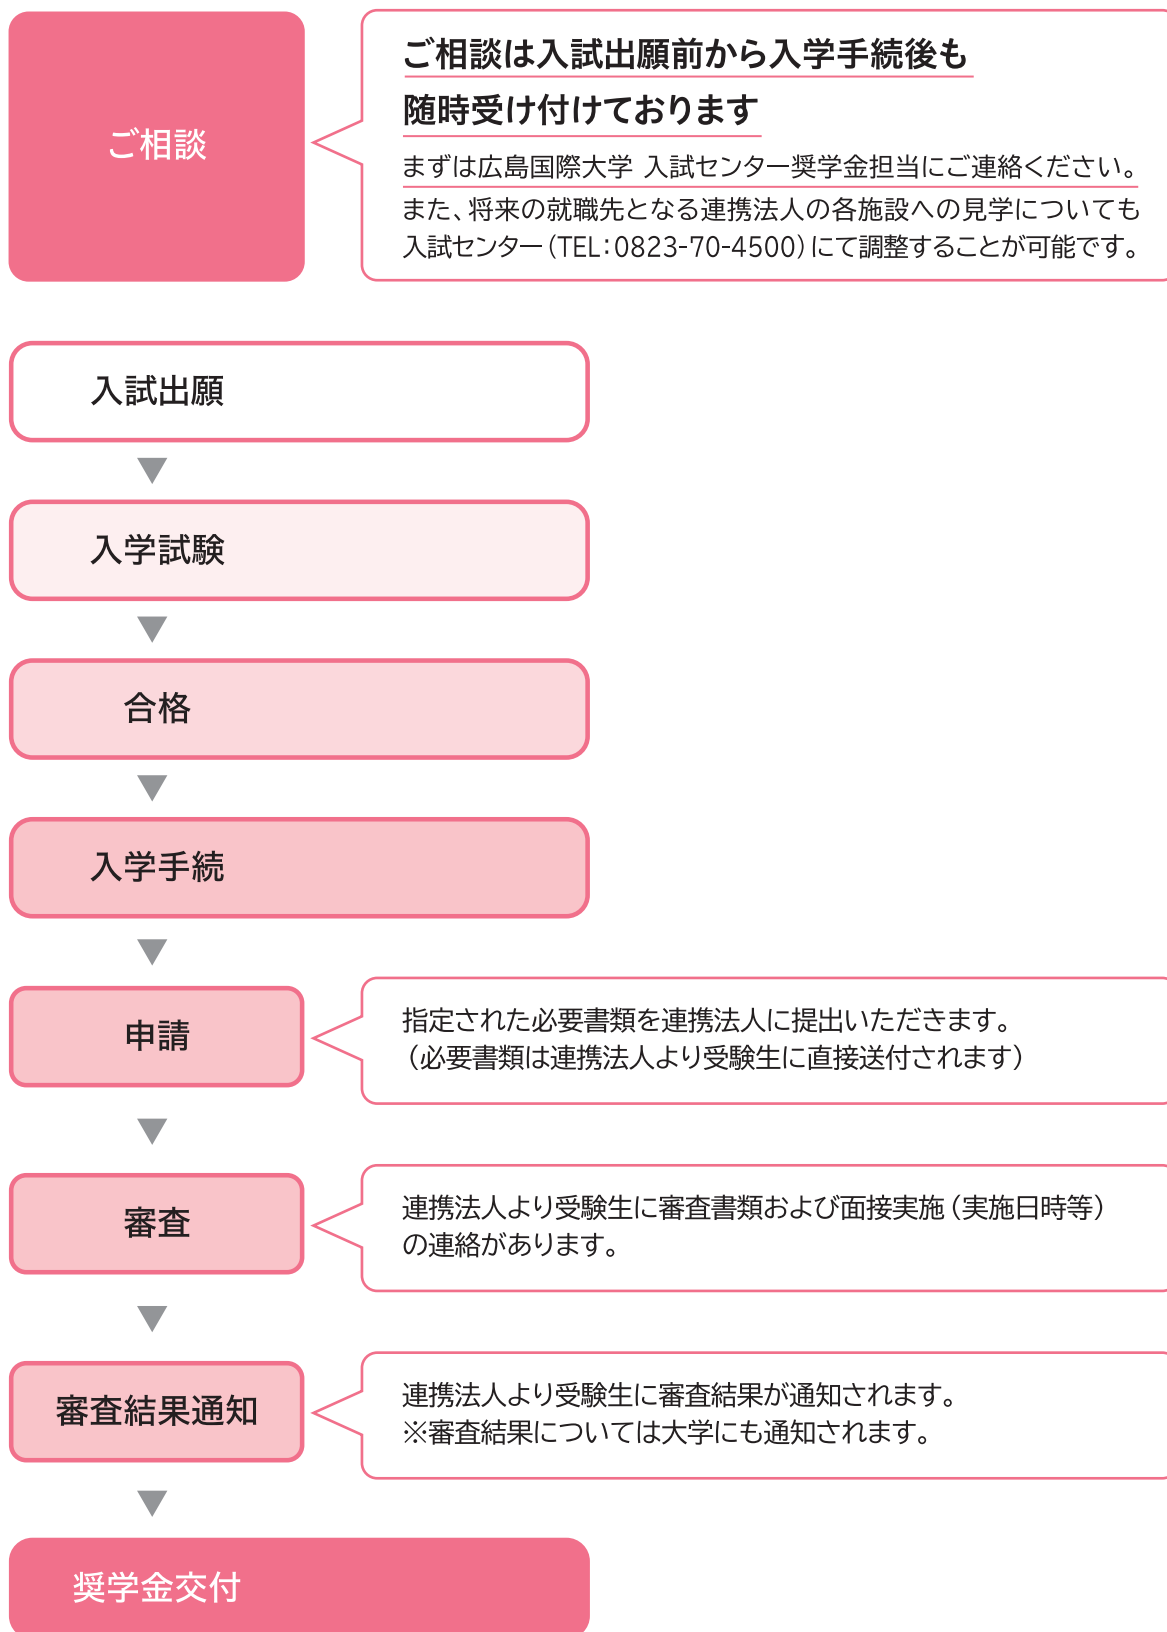 ご相談
ご相談は入試出願前から入学手続後も
随時受け付けております
まずは広島国際大学 入試センター奨学金担当にご連絡ください。
また、将来の就職先となる連携法人の各施設への見学についても
入試センター（TEL：0823-70-4500）にて調整することが可能です。
入試出願
入学試験
合格
入学手続
申請
指定された必要書類を連携法人に提出いただきます。
（必要書類は連携法人より受験生に直接送付されます）
審査
連携法人より受験生に審査書類および面接実施（実施日時等）
の連絡があります。
審査結果通知
連携法人より受験生に審査結果が通知されます。
※審査結果については大学にも通知されます。
奨学金交付